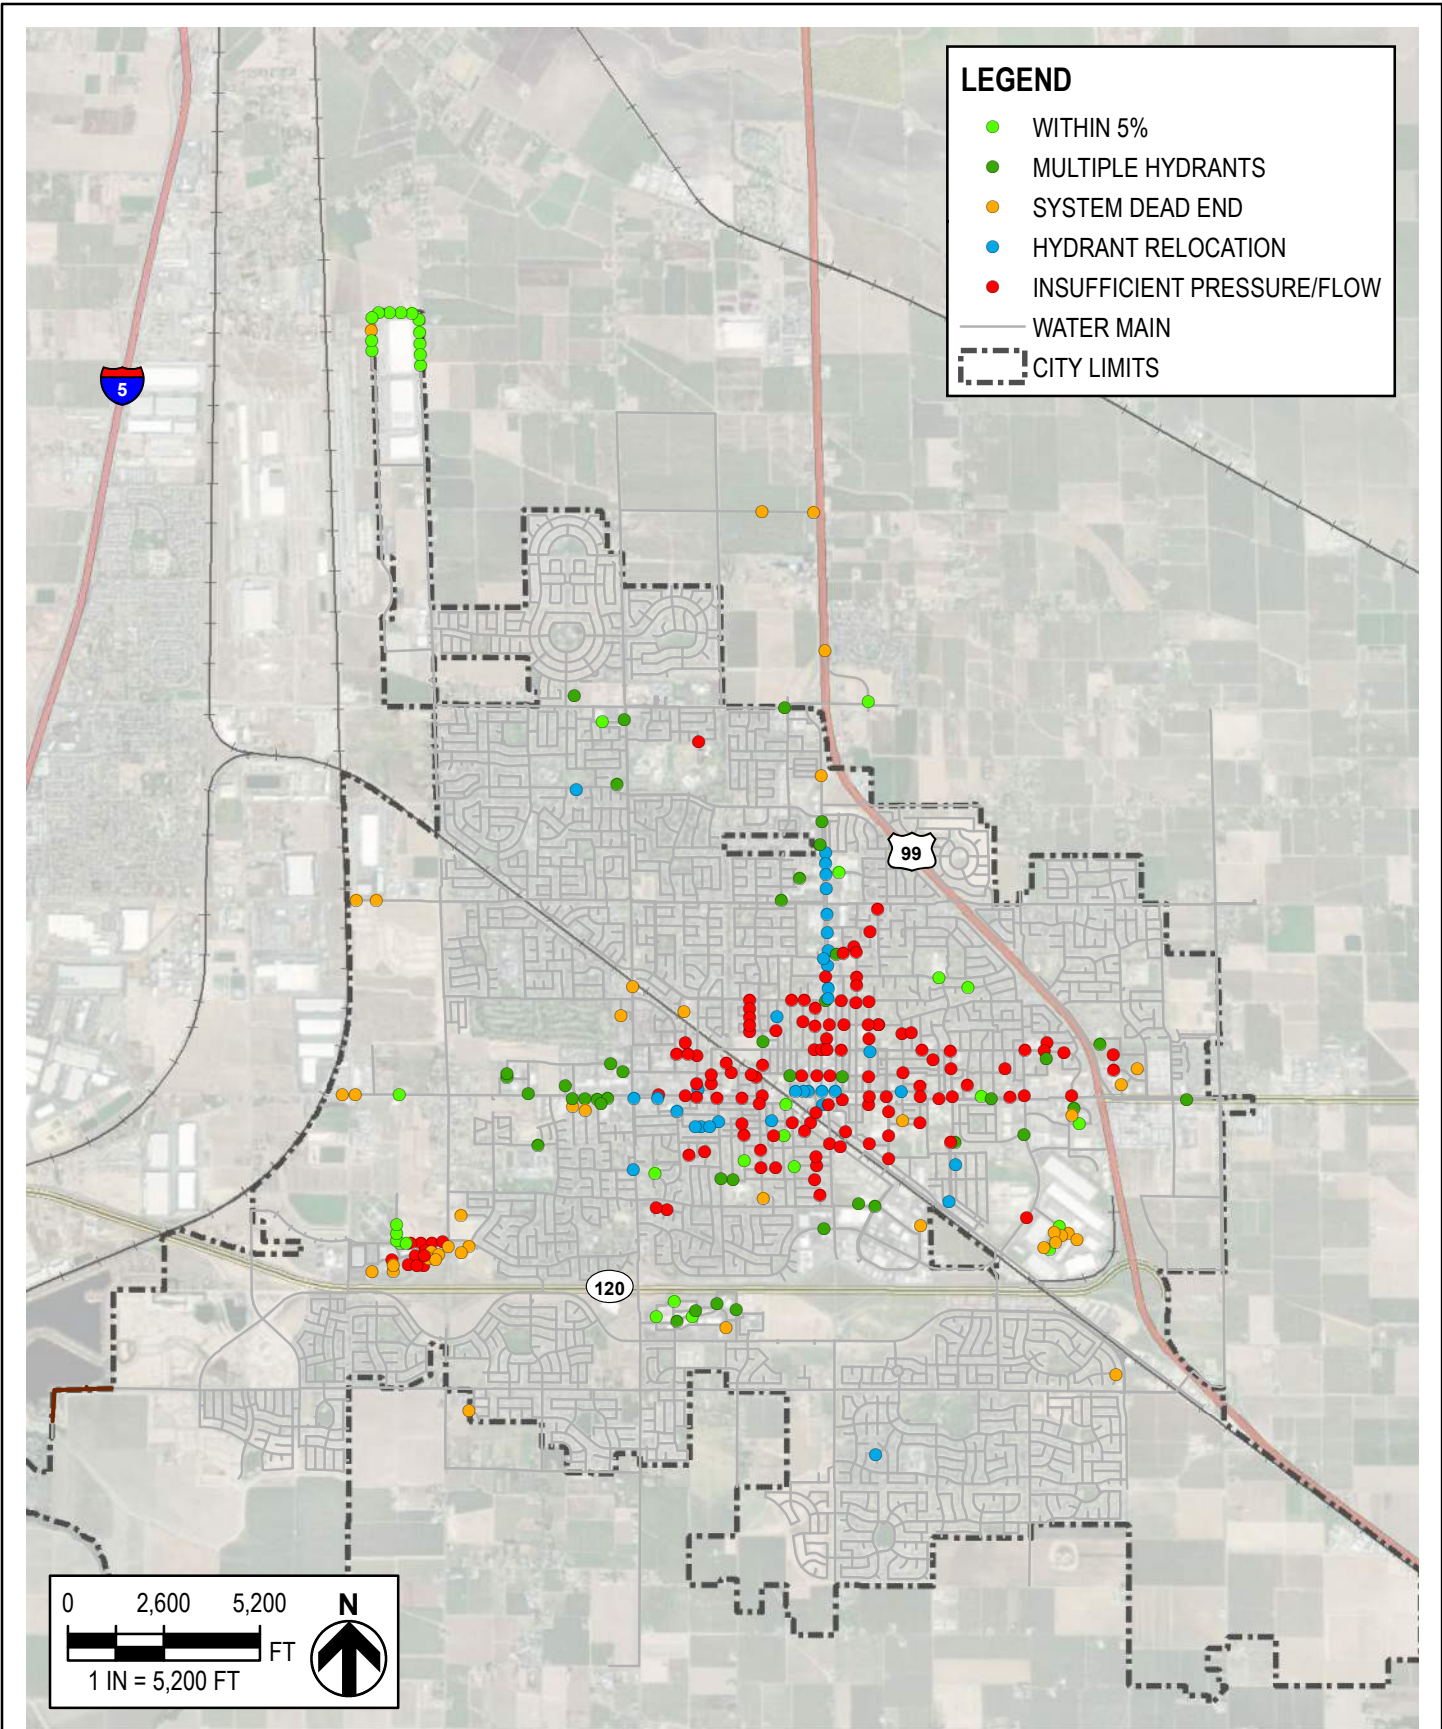 LEGEND
WITHIN 5%
MULTIPLE HYDRANTS
SYSTEM DEAD END
HYDRANT RELOCATION
INSUFFICIENT PRESSURE/FLOW
WATER MAIN
CITY LIMITS
5
99
120
0 2,600 5,200
FT
1 IN = 5,200 FT
N